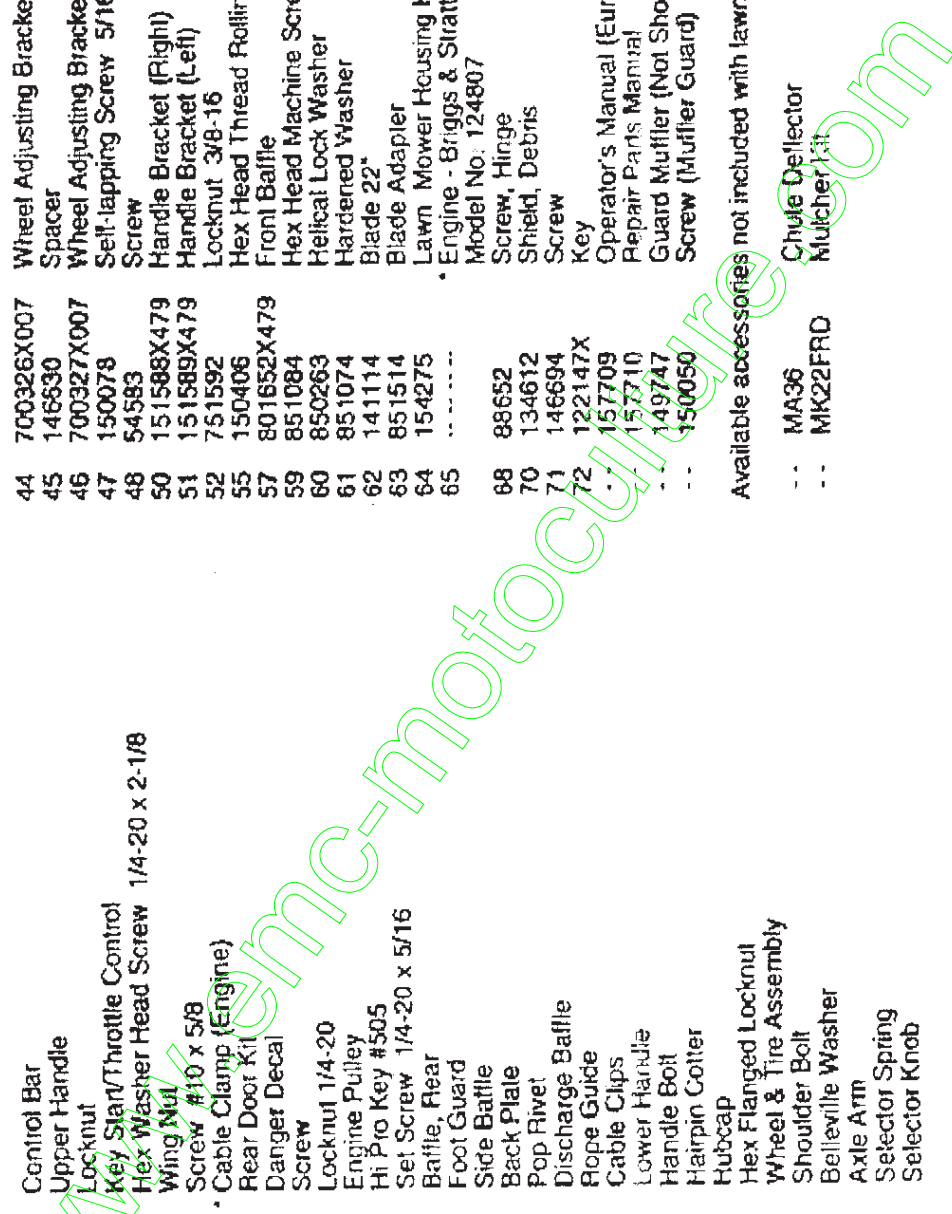 Control Bar
Upper Handle
Locknut
Key Start/Throttle Control
Hex Washer Head Screw 1/4-20 x 2-1/8
Wing Nut
Screw #10 x 5/8
* Cable Clamp (Engine)
Rear Door Kit
Danger Decal
Screw
Locknut 1/4-20
Engine Pulley
Hi Pro Key #505
Set Screw 1/4-20 x 5/16
Baffle, Rear
Foot Guard
Side Baffle
Back Plate
Pop Rivet
Discharge Baffle
Rope Guide
Cable Clips
Lower Handle
Handle Bolt
Hairpin Cotter
Hubcap
Hex Flanged Locknut
Wheel & Tire Assembly
Shoulder Bolt
Belleville Washer
Axle Arm
Selector Spring
Selector Knob
44 700326X007 Wheel Adjusting Bracke
45 146630 Spacer
46 700327X007 Wheel Adjusting Bracke
47 150078 Self-tapping Screw 5/16
48 54583 Screw
50 151588X479 Handle Bracket (Right)
51 151589X479 Handle Bracket (Left)
52 751592 Locknut 3/8-16
55 150406 Hex Head Thread Rollin
57 801652X479 Front Baffle
59 851084 Hex Head Machine Scre
60 850263 Helical Lock Washer
61 851074 Hardened Washer
62 141114 Blade 22"
63 851514 Blade Adapter
64 154275 Lawn Mower Housing
65 -------- * Engine - Briggs & Stratt
Model No. 124807
68 88652 Screw, Hinge
70 134612 Shield, Debris
71 146694 Screw
72 122147X Key
- - 157709 Operator's Manual (Eur
- - 157710 Repair Parts Manual
- - 149747 Guard Muffler (Not Sho
- - 150050 Screw (Muffler Guard)
Available accessories not included with lawn
- - MA36 Chute Deflector
- - MK22FRD Mulcher Kit
www.emc-motoculture.com